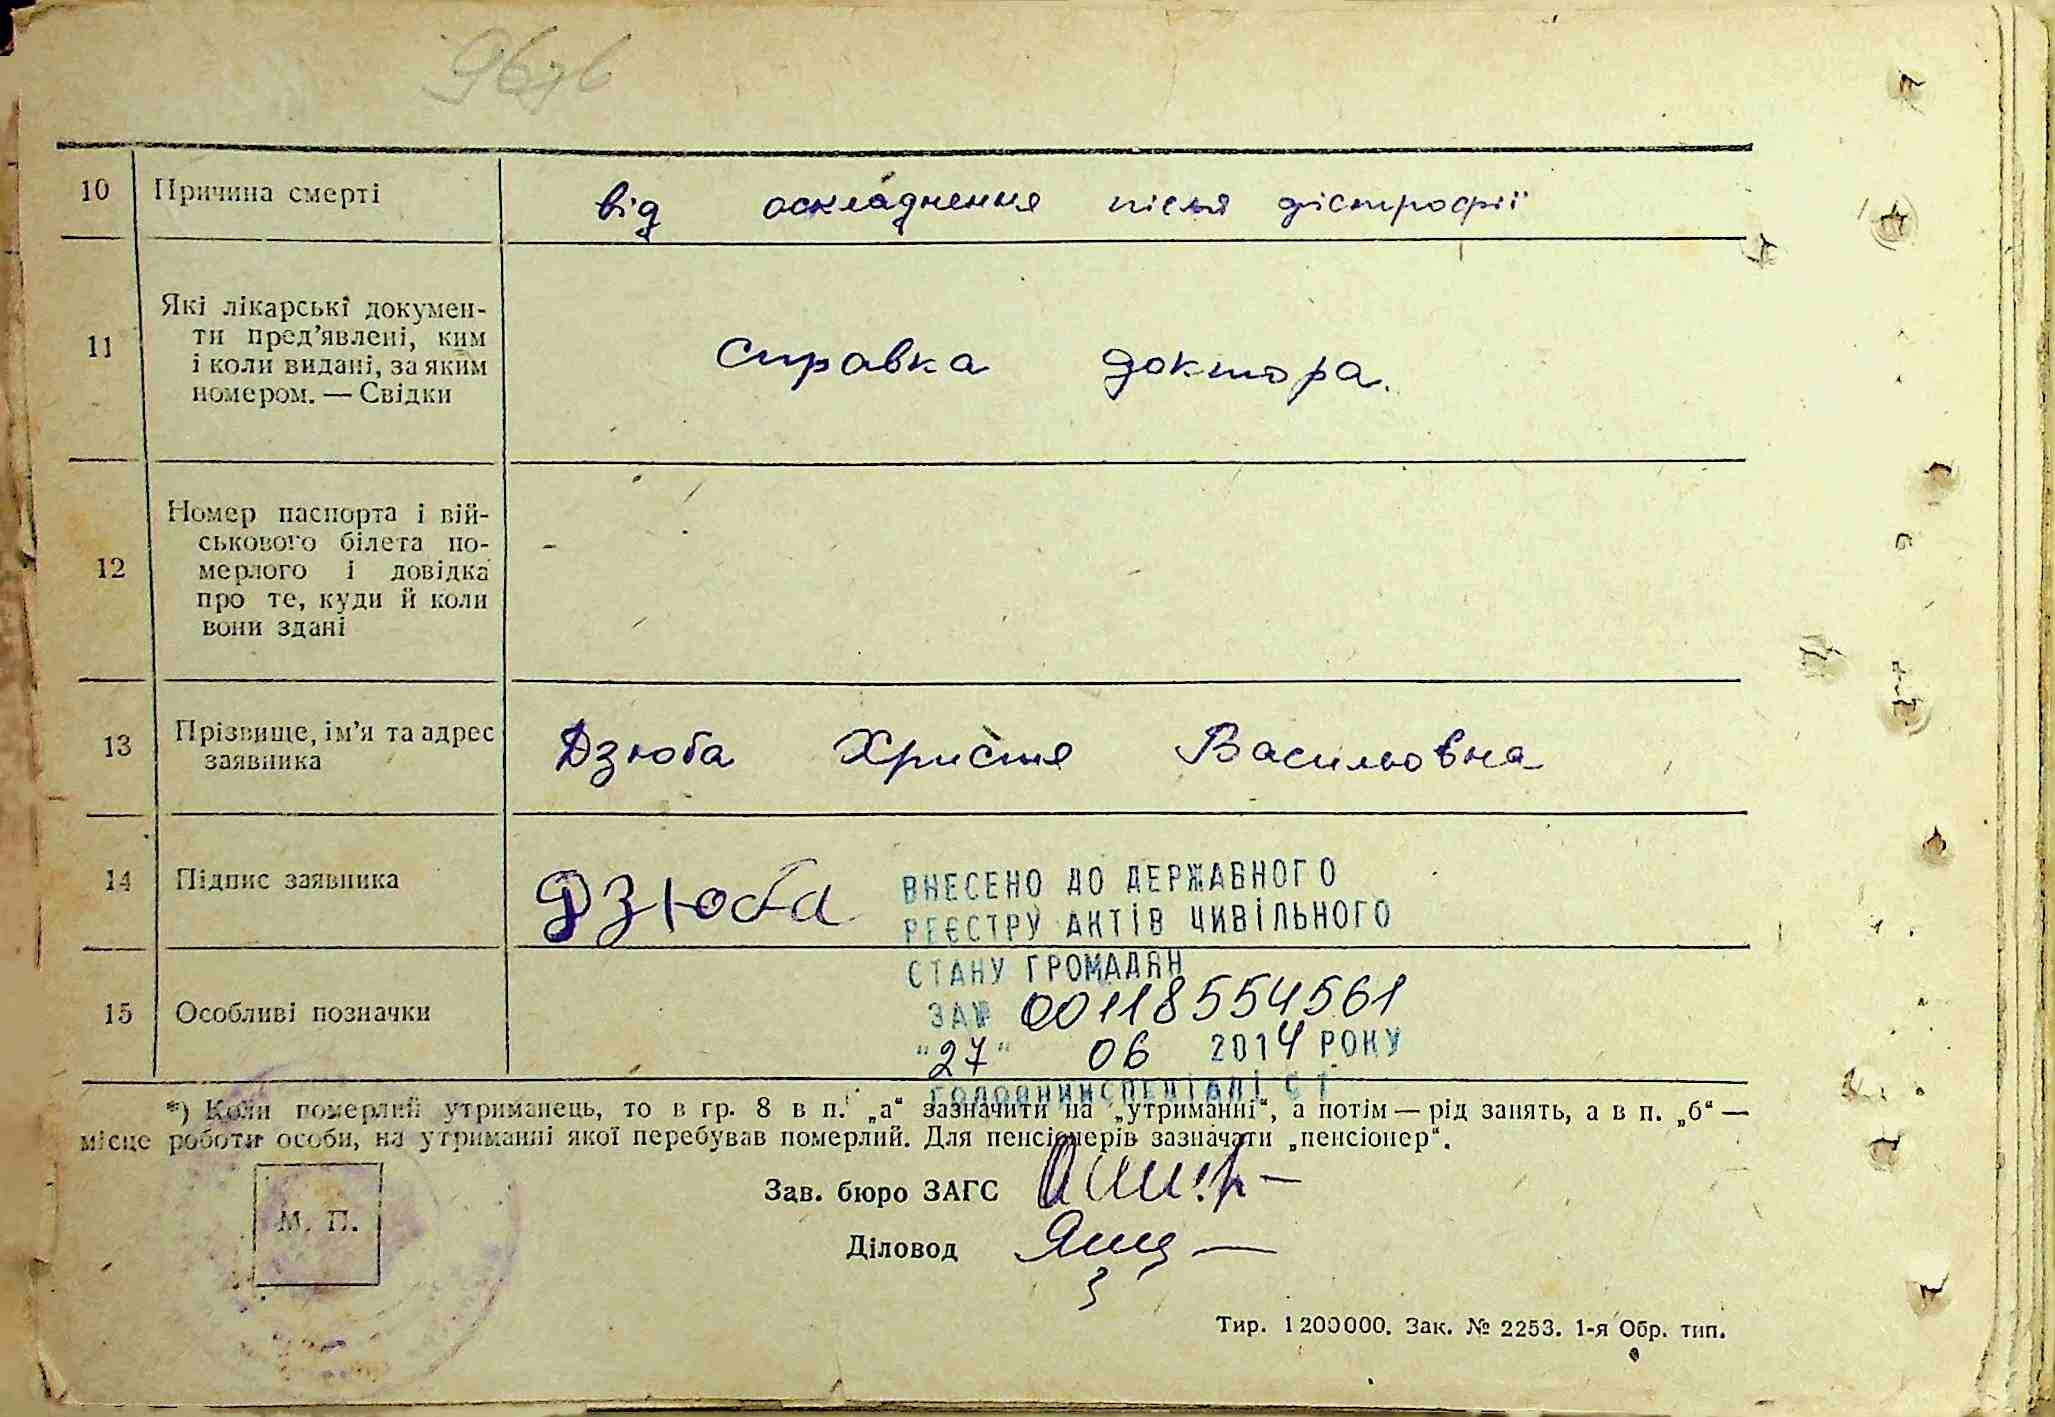 10 Причина смерті від оскладнення після дістрофії
11 Які лікарські докумен-
ти пред’явлені, ким
і коли видані, за яким
номером. — Свідки
Справка доктора.
12 Номер паспорта і вій-
ськового білета по-
мерлого і довідка
про те, куди й коли
вони здані
13 Прізвище, ім’я та адрес
заявника
Дзюба Христя Васильовна
14 Підпис заявника Дзюба
15 Особливі позначки
ВНЕСЕНО ДО ДЕРЖАВНОГО
РЕЄСТРУ АКТІВ ЦИВІЛЬНОГО
СТАНУ ГРОМАДЯН
ЗА № 00118554561
"27" 06 2014 РОКУ
ГОЛОВНИЙ СПЕЦІАЛІСТ
*) Коли померлий утриманець, то в гр. 8 в п. „а“ зазначити на „утриманні“, а потім — рід занять, а в п. „б“ —
місце роботи особи, на утриманні якої перебував померлий. Для пенсіонерів зазначати „пенсіонер“.
Зав. бюро ЗАГС
М. П.
Діловод
Тир. 1200000. Зак. № 2253. 1-я Обр. тип.